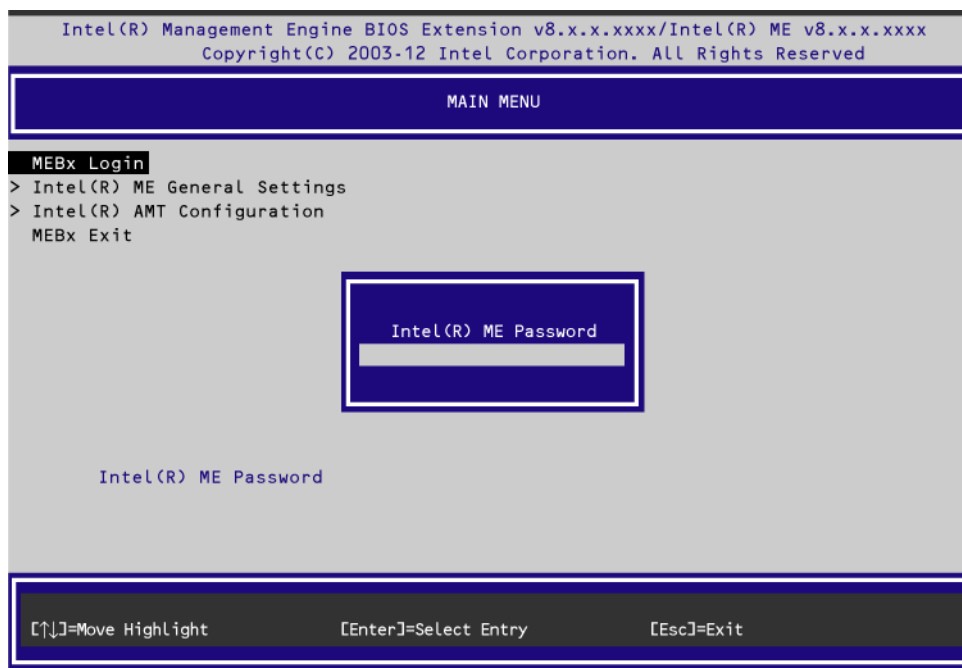 Intel(R) Management Engine BIOS Extension v8.x.x.xxxx/Intel(R) ME v8.x.x.xxxx
Copyright(C) 2003-12 Intel Corporation. All Rights Reserved
MAIN MENU
MEBx Login
> Intel(R) ME General Settings
> Intel(R) AMT Configuration
MEBx Exit
Intel(R) ME Password
Intel(R) ME Password
[↑↓]=Move Highlight [Enter]=Select Entry [Esc]=Exit